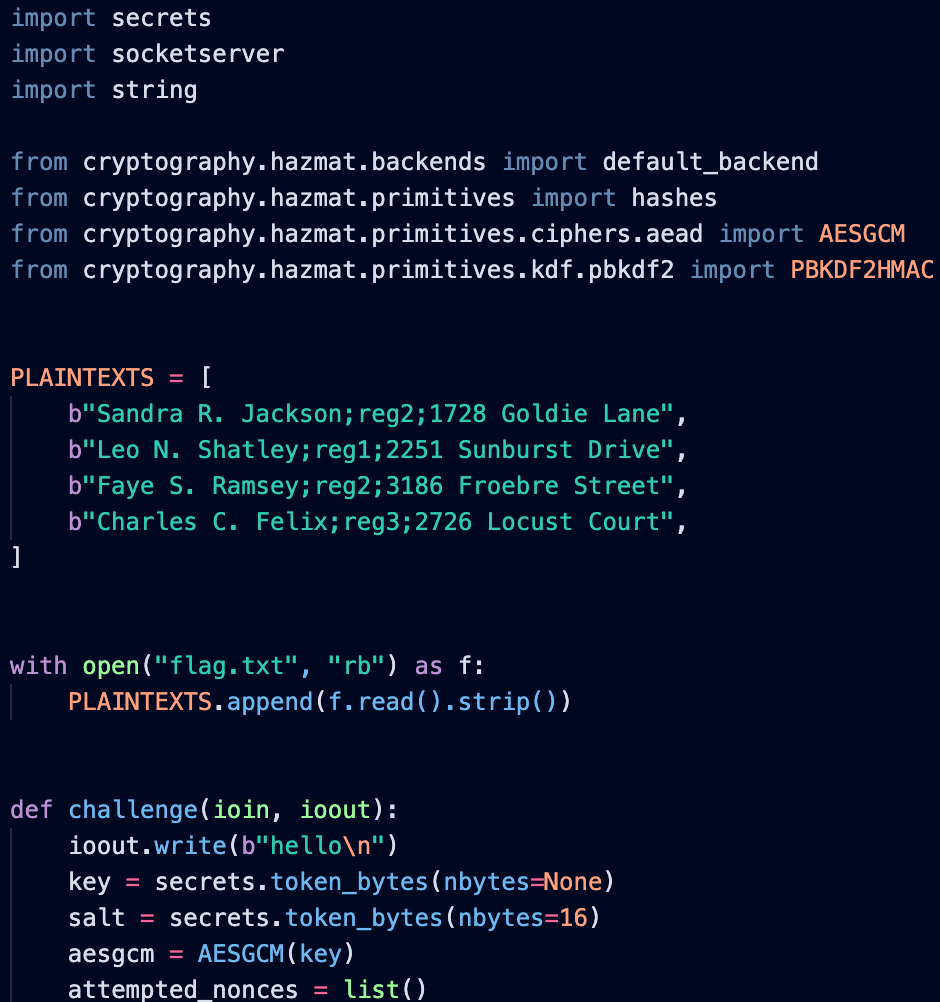 import secrets
import socketserver
import string
from cryptography.hazmat.backends import default_backend
from cryptography.hazmat.primitives import hashes
from cryptography.hazmat.primitives.ciphers.aead import AESGCM
from cryptography.hazmat.primitives.kdf.pbkdf2 import PBKDF2HMAC
PLAINTEXTS = [
    b"Sandra R. Jackson;reg2;1728 Goldie Lane",
    b"Leo N. Shatley;reg1;2251 Sunburst Drive",
    b"Faye S. Ramsey;reg2;3186 Froebre Street",
    b"Charles C. Felix;reg3;2726 Locust Court",
]
with open("flag.txt", "rb") as f:
    PLAINTEXTS.append(f.read().strip())
def challenge(ioin, ioout):
    ioout.write(b"hello\n")
    key = secrets.token_bytes(nbytes=None)
    salt = secrets.token_bytes(nbytes=16)
    aesgcm = AESGCM(key)
    attempted_nonces = list()